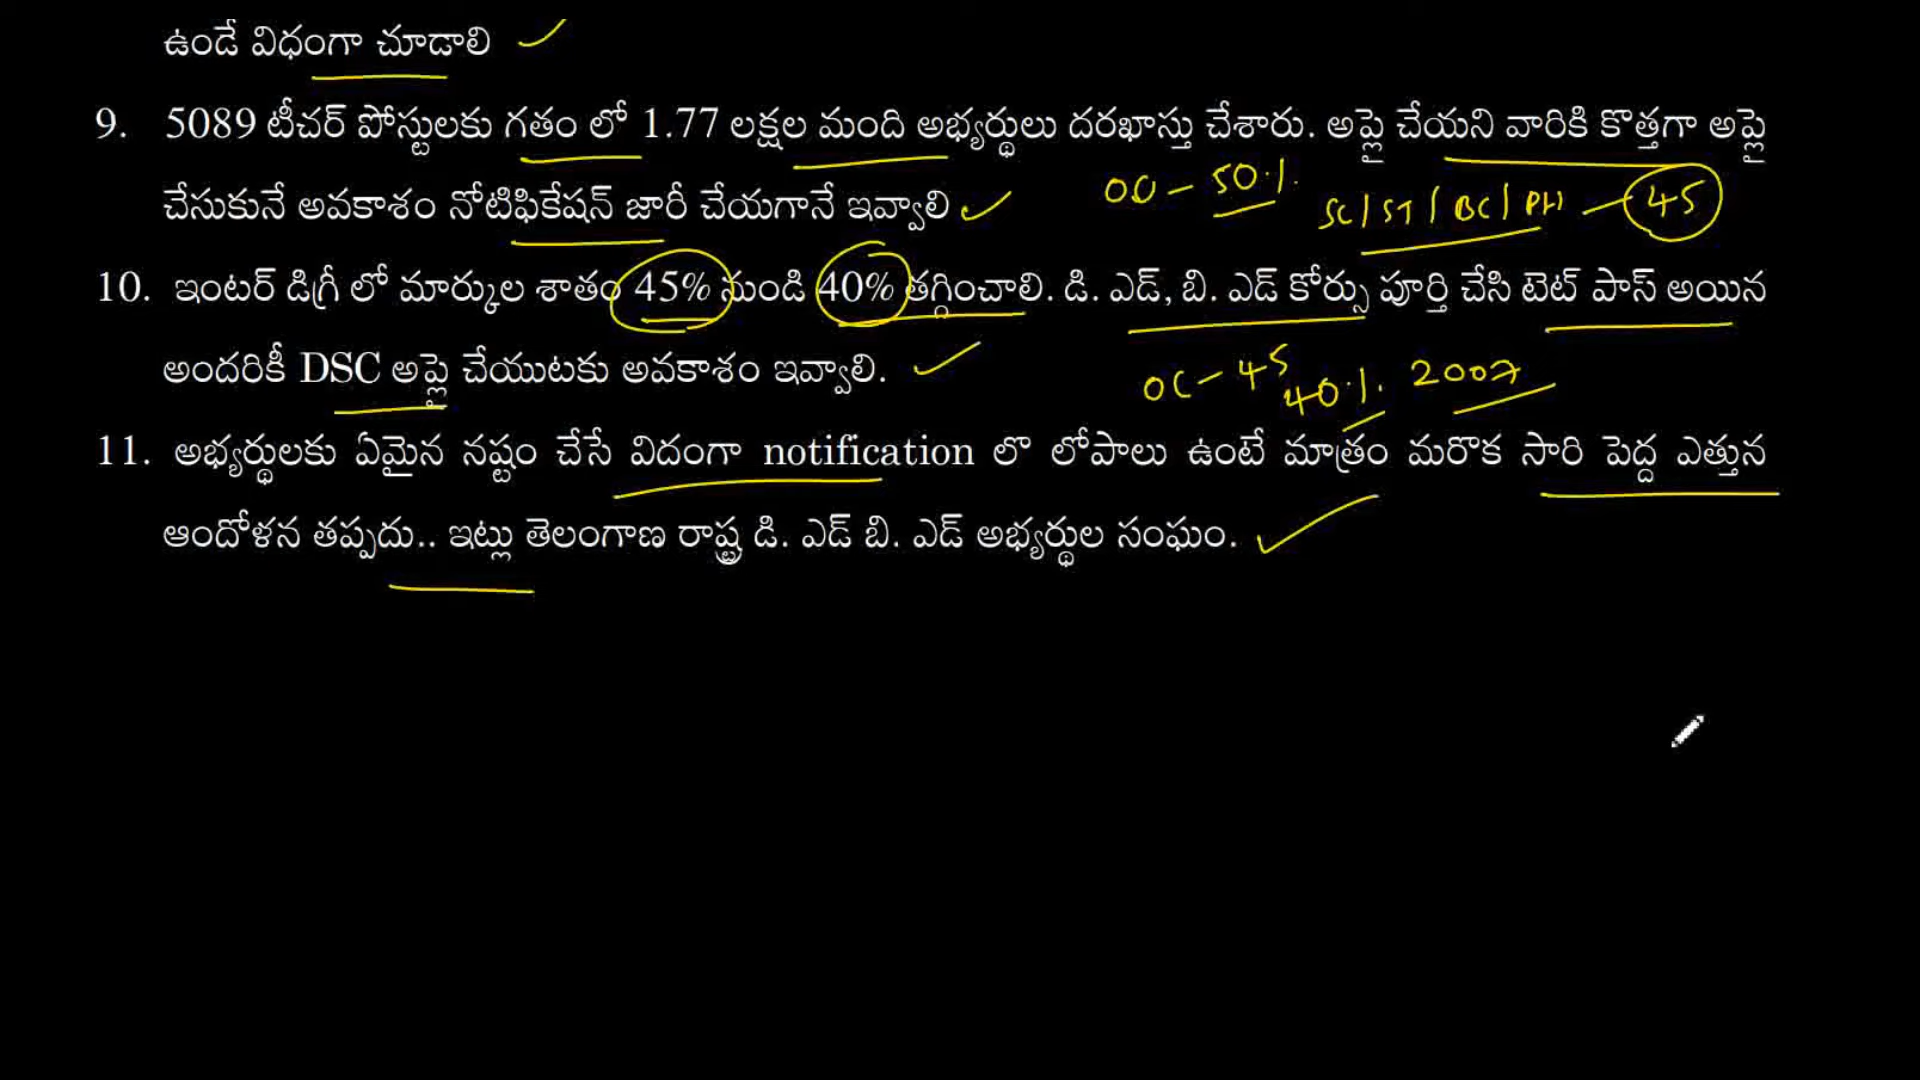 ఉండే విధంగా చూడాలి
9. 5089 టీచర్ పోస్టులకు గతం లో 1.77 లక్షల మంది అభ్యర్థులు దరఖాస్తు చేశారు. అప్లై చేయని వారికి కొత్తగా అప్లై
చేసుకునే అవకాశం నోటిఫికేషన్ జారీ చేయగానే ఇవ్వాలి
OC - 50%.
SC/ST/BC/PH - 45
10. ఇంటర్ డిగ్రీ లో మార్కుల శాతం 45% నుండి 40% తగ్గించాలి. డి. ఎడ్, బి. ఎడ్ కోర్సు పూర్తి చేసి టెట్ పాస్ అయిన
అందరికీ DSC అప్లై చేయుటకు అవకాశం ఇవ్వాలి.
OC - 45
40%. 2007
11. అభ్యర్థులకు ఏమైన నష్టం చేసే విదంగా notification లొ లోపాలు ఉంటే మాత్రం మరొక సారి పెద్ద ఎత్తున
ఆందోళన తప్పదు.. ఇట్లు తెలంగాణ రాష్ట్ర డి. ఎడ్ బి. ఎడ్ అభ్యర్థుల సంఘం.